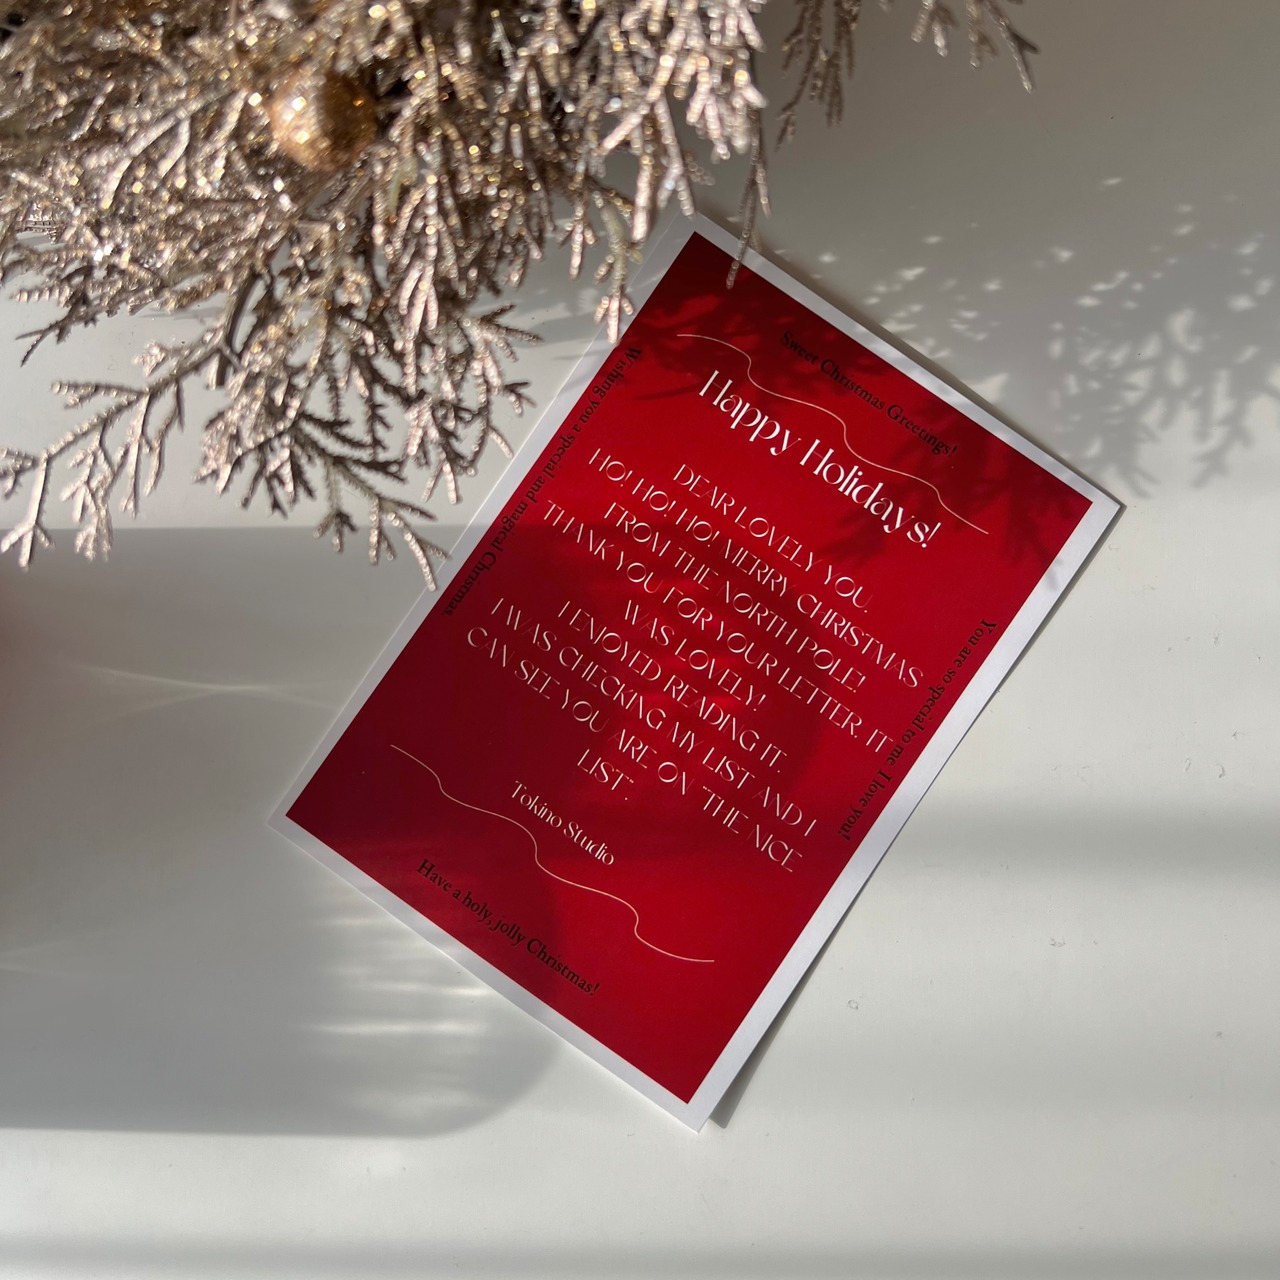 Sweet Christmas Greetings!
Happy Holidays!
DEAR LOVELY YOU.
HO! HO! HO! MERRY CHRISTMAS
FROM THE NORTH POLE!
THANK YOU FOR YOUR LETTER. IT
WAS LOVELY!
I ENJOYED READING IT.
I WAS CHECKING MY LIST AND I
CAN SEE YOU ARE ON "THE NICE
LIST".
Tokino Studio
Have a holy, jolly Christmas!
Wishing you a special and magical Christmas.
You are so special to me. I love you!